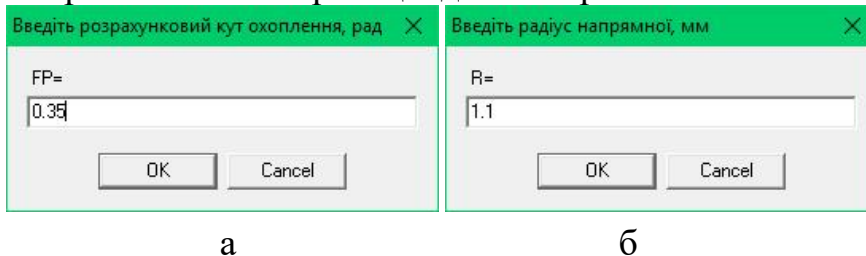 Введіть розрахунковий кут охоплення, рад
FP=
0.35
OK Cancel
а
Введіть радіус напрямної, мм
R=
1.1
OK Cancel
б